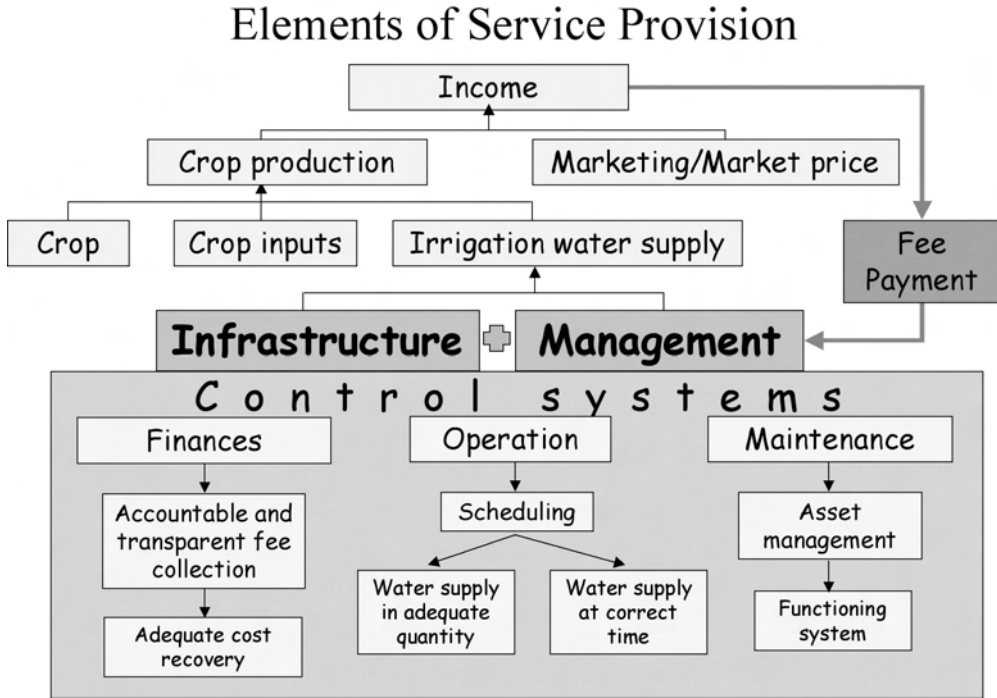 Elements of Service Provision
Income
Crop production
Marketing/Market price
Crop
Crop inputs
Irrigation water supply
Fee
Payment
Infrastructure
Management
Control systems
Finances
Operation
Maintenance
Accountable and
transparent fee
collection
Scheduling
Asset
management
Water supply
in adequate
quantity
Water supply
at correct
time
Adequate cost
recovery
Functioning
system